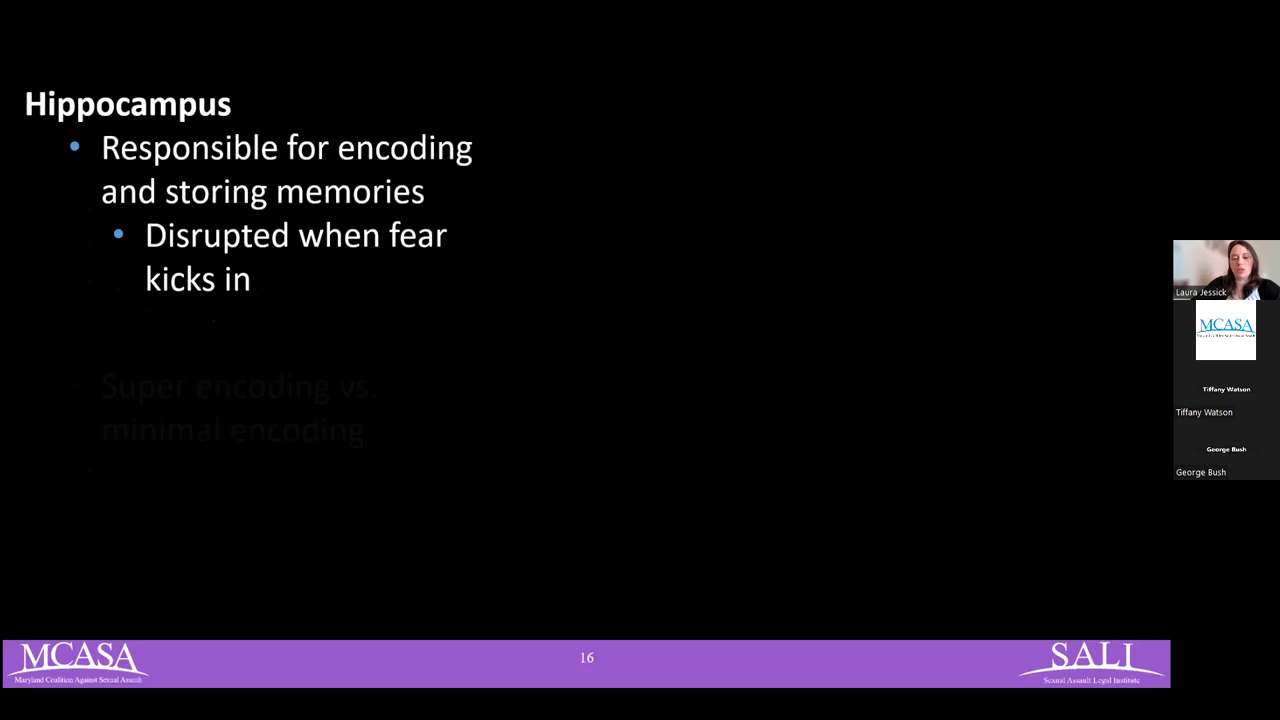 Hippocampus
• Responsible for encoding
and storing memories
• Disrupted when fear
kicks in
• Super encoding vs.
minimal encoding
Laura Jessick
MCASA
Tiffany Watson
Tiffany Watson
George Bush
George Bush
MCASA
Maryland Coalition Against Sexual Assault
16
SALI
Sexual Assault Legal Institute